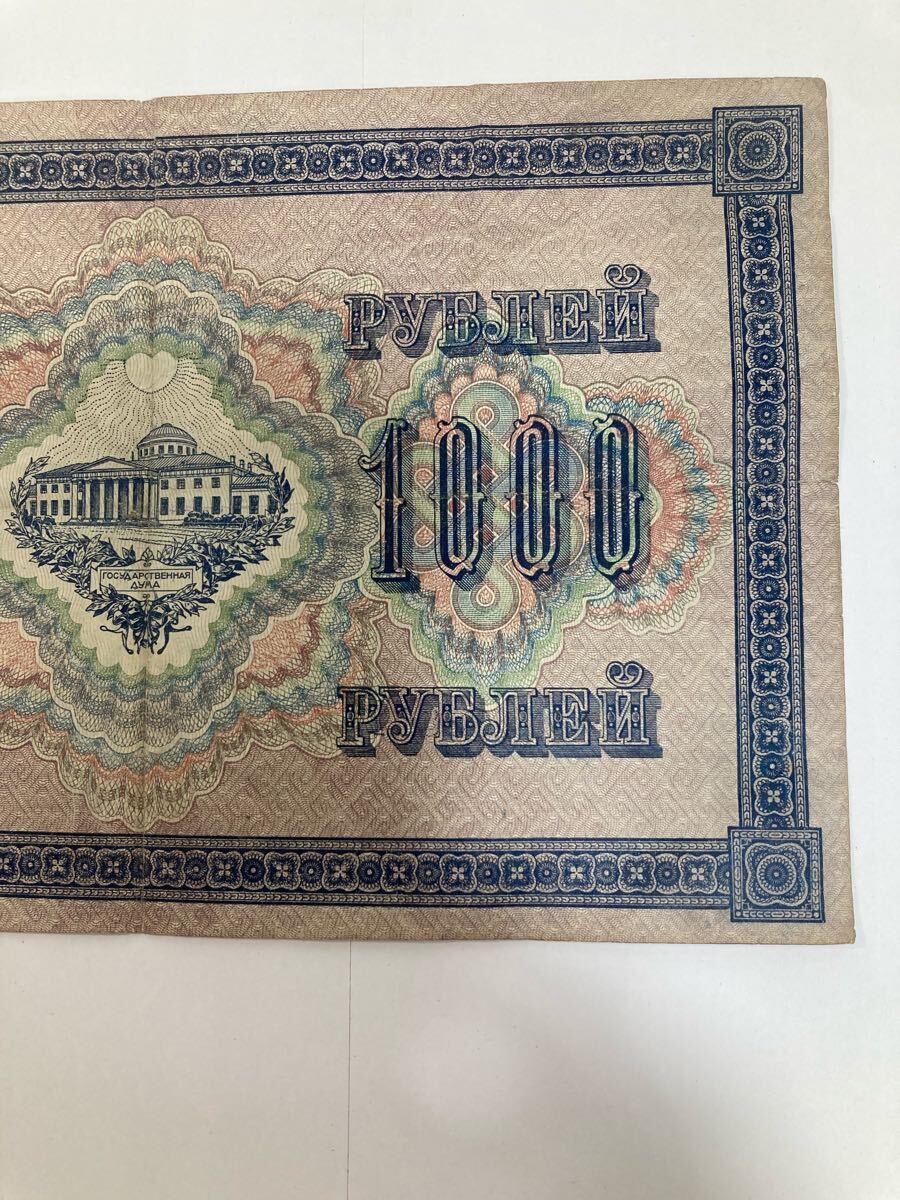 РУБЛЕЙ
1000
ГОСУДАРСТВЕННАЯ
ДУМА
РУБЛЕЙ